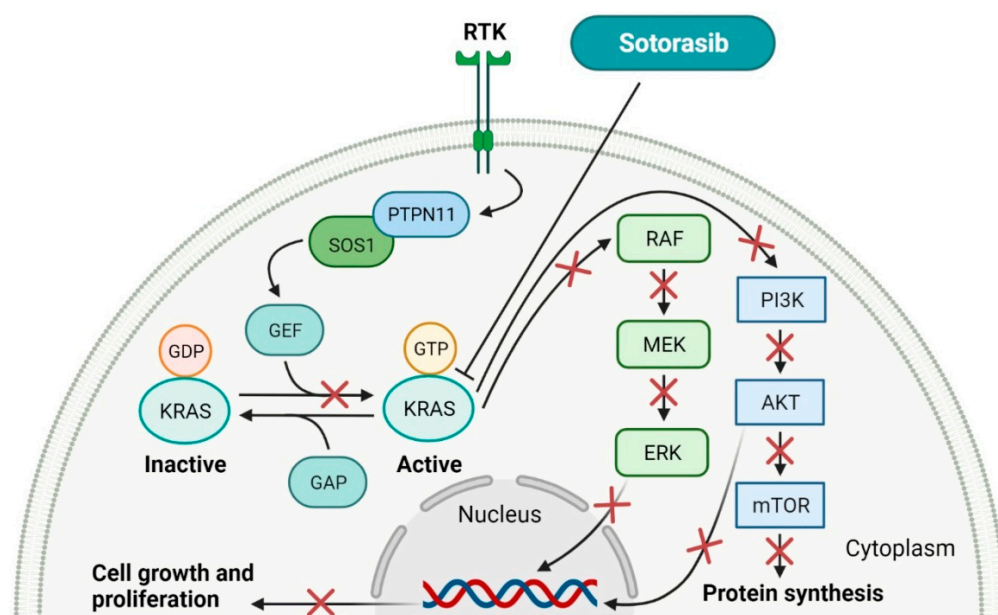 RTK
Sotorasib
PTPN11
SOS1
RAF
GEF
PI3K
GDP
GTP
MEK
KRAS
KRAS
AKT
Inactive
Active
ERK
GAP
Nucleus
mTOR
Cytoplasm
Cell growth and
proliferation
Protein synthesis